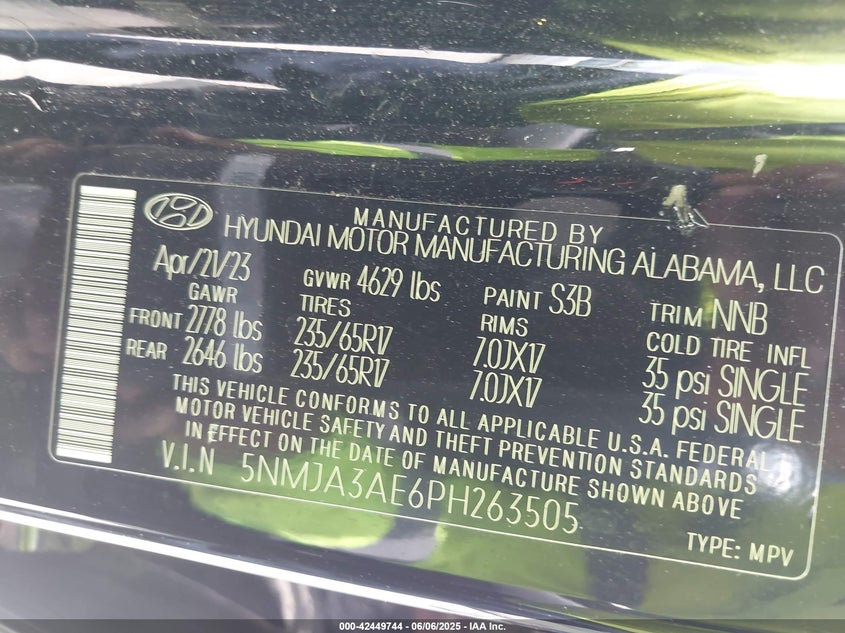 MANUFACTURED BY
HYUNDAI MOTOR MANUFACTURING ALABAMA, LLC
Apr/21/23 GVWR 4629 lbs PAINT S3B TRIM NNB
GAWR TIRES RIMS COLD TIRE INFL
FRONT 2778 lbs 235/65R17 7.0JX17 35 psi SINGLE
REAR 2646 lbs 235/65R17 7.0JX17 35 psi SINGLE
THIS VEHICLE CONFORMS TO ALL APPLICABLE U.S.A. FEDERAL
MOTOR VEHICLE SAFETY AND THEFT PREVENTION STANDARDS
IN EFFECT ON THE DATE OF MANUFACTURE SHOWN ABOVE
V.I.N 5NMJA3AE6PH263505
TYPE: MPV
000-42449744 - 06/06/2025 - IAA Inc.